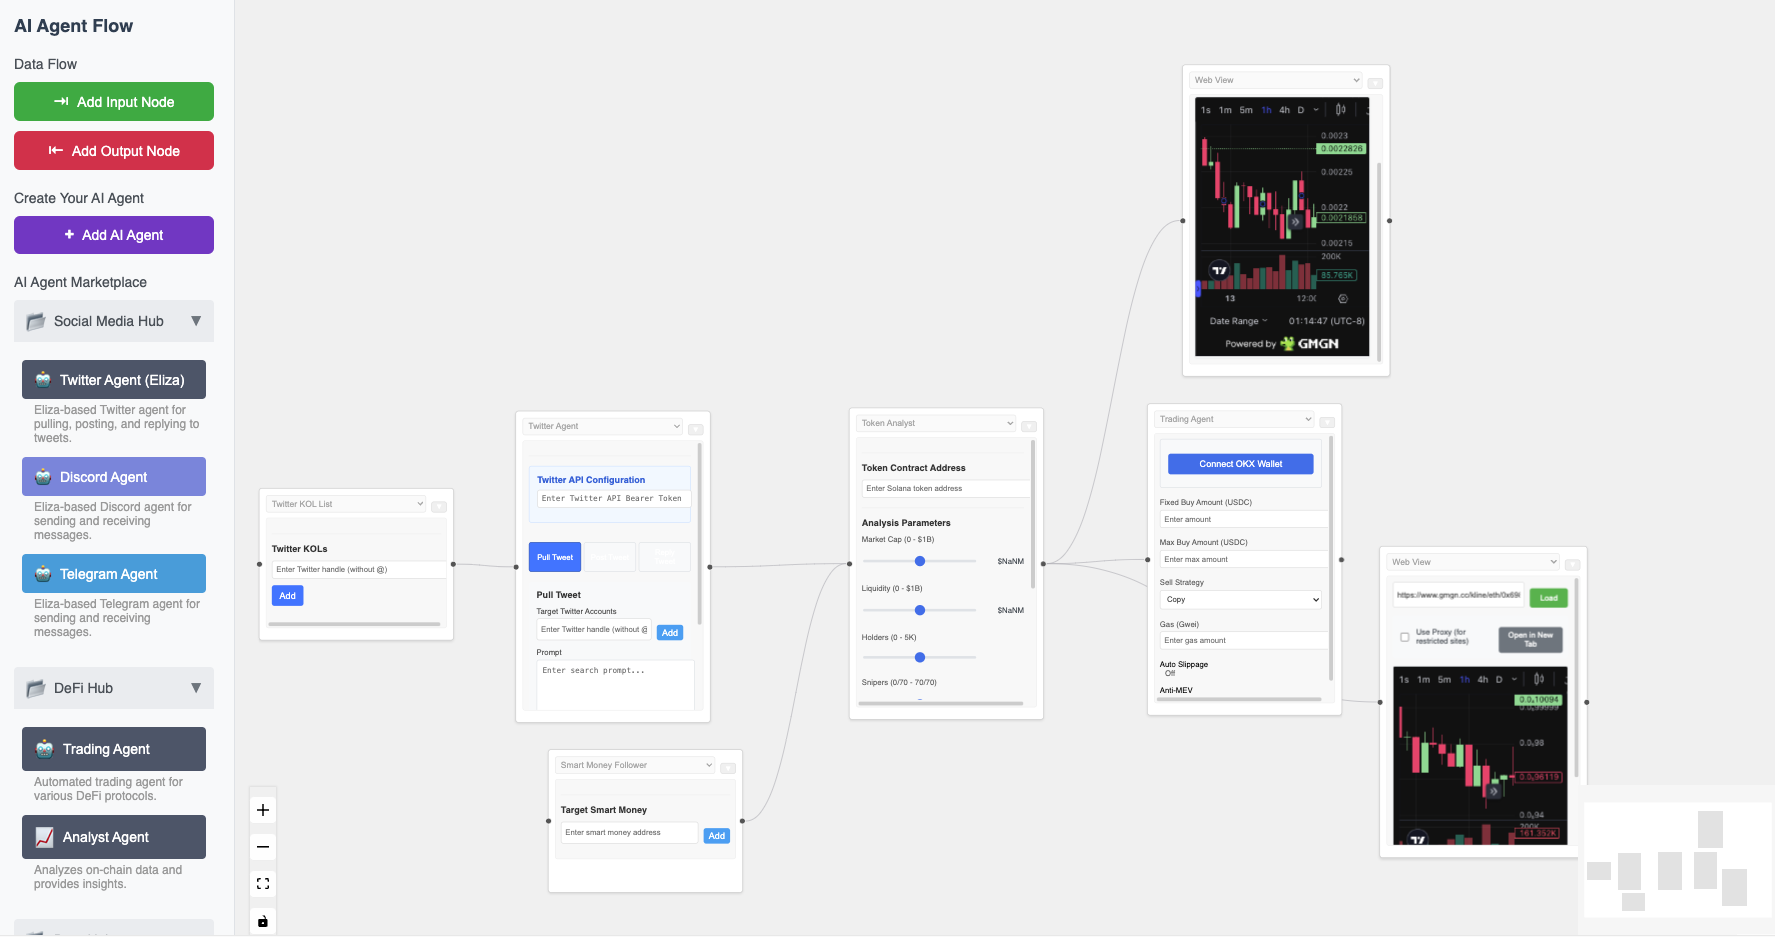 AI Agent Flow
Data Flow
Add Input Node
Add Output Node
Create Your AI Agent
+ Add AI Agent
AI Agent Marketplace
Social Media Hub
Twitter Agent (Eliza)
Eliza-based Twitter agent for
pulling, posting, and replying to
tweets.
Discord Agent
Eliza-based Discord agent for
sending and receiving
messages.
Telegram Agent
Eliza-based Telegram agent for
sending and receiving
messages.
DeFi Hub
Trading Agent
Automated trading agent for
various DeFi protocols.
Analyst Agent
Analyzes on-chain data and
provides insights.
Twitter KOL List
Twitter KOLs
Enter Twitter handle (without @)
Add
Twitter Agent
Twitter API Configuration
Enter Twitter API Bearer Token
Pull Tweet
Pull Tweet
Target Twitter Accounts
Enter Twitter handle (without @
Add
Prompt
Enter search prompt...
Smart Money Follower
Target Smart Money
Enter smart money address
Add
Token Analyst
Token Contract Address
Enter Solana token address
Analysis Parameters
Market Cap (0 - $1B)
$NaNM
Liquidity (0 - $1B)
$NaNM
Holders (0 - 5K)
Snipers (0/70 - 70/70)
Web View
1s 1m 5m 1h 4h D
0.0023
0.0022826
0.00225
0.0022
0.0021858
0.00215
200K
85.765K
13 12:00
Date Range 01:14:47 (UTC-8)
Powered by GMGN
Trading Agent
Connect OKX Wallet
Fixed Buy Amount (USDC)
Enter amount
Max Buy Amount (USDC)
Enter max amount
Sell Strategy
Copy
Gas (Gwei)
Enter gas amount
Auto Slippage
Off
Anti-MEV
Web View
https://www.gmgn.cc/kline/eth/0x69
Load
Use Proxy (for
restricted sites)
Open in New
Tab
1s 1m 5m 1h 4h D
200K
161.352K